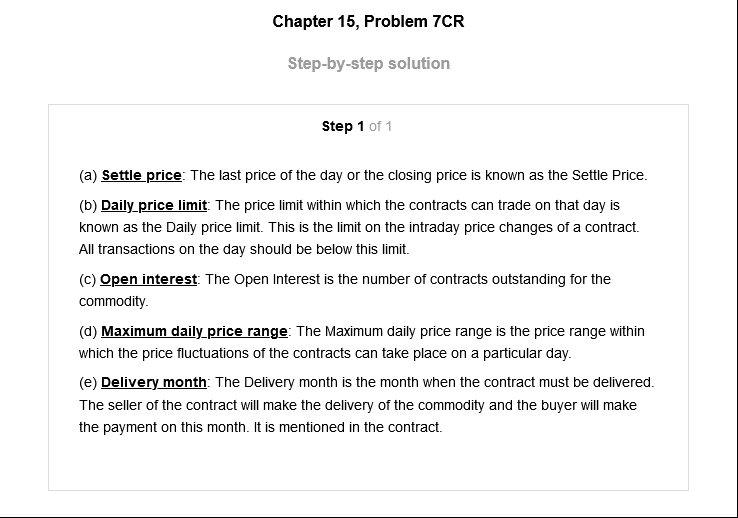 Chapter 15, Problem 7CR
Step-by-step solution
Step 1 of 1
(a) Settle price: The last price of the day or the closing price is known as the Settle Price.
(b) Daily price limit: The price limit within which the contracts can trade on that day is
known as the Daily price limit. This is the limit on the intraday price changes of a contract.
All transactions on the day should be below this limit.
(c) Open interest: The Open Interest is the number of contracts outstanding for the
commodity.
(d) Maximum daily price range: The Maximum daily price range is the price range within
which the price fluctuations of the contracts can take place on a particular day.
(e) Delivery month: The Delivery month is the month when the contract must be delivered.
The seller of the contract will make the delivery of the commodity and the buyer will make
the payment on this month. It is mentioned in the contract.